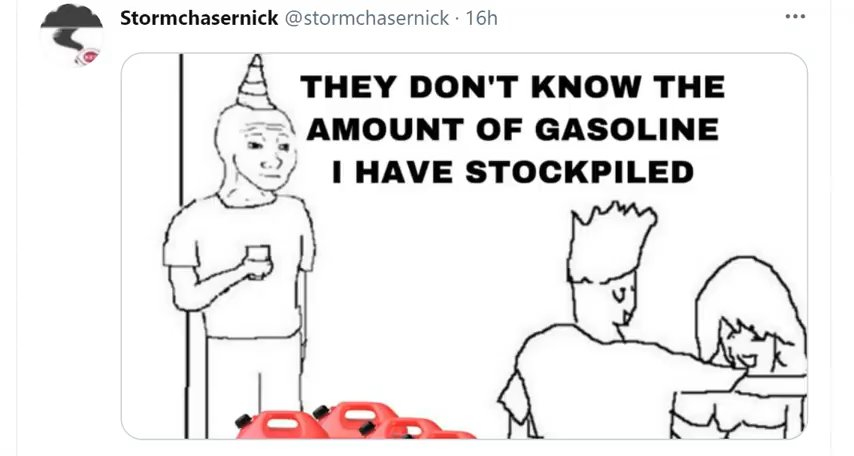 Stormchasernick @stormchasernick · 16h
THEY DON'T KNOW THE
AMOUNT OF GASOLINE
I HAVE STOCKPILED